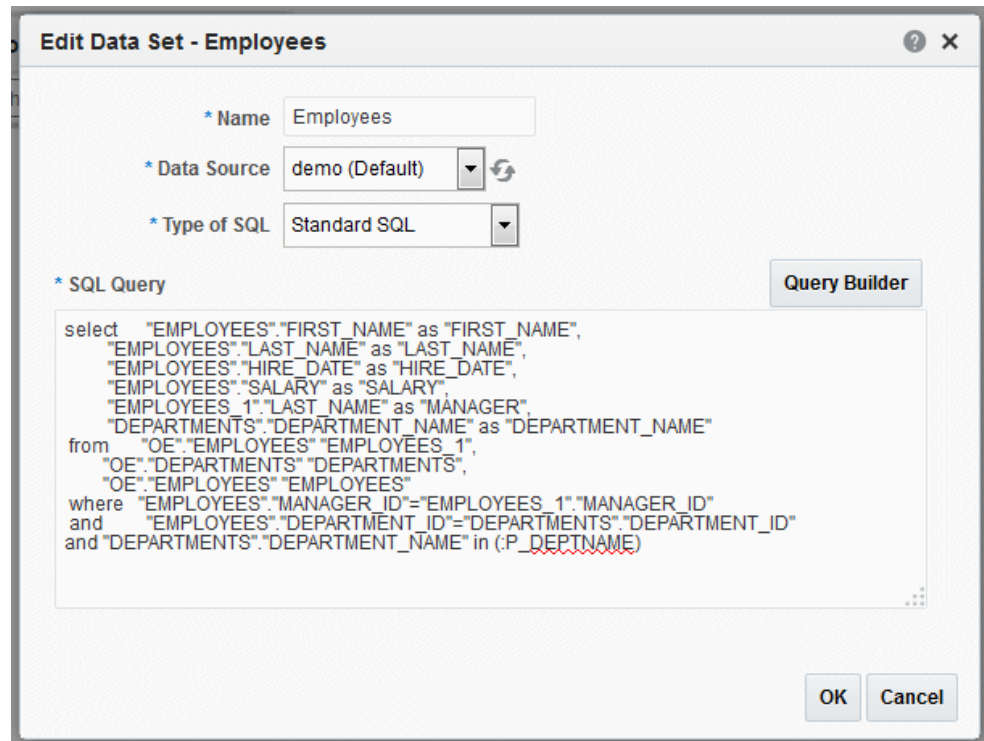 Edit Data Set - Employees
* Name Employees
* Data Source demo (Default)
* Type of SQL Standard SQL
* SQL Query
Query Builder
select "EMPLOYEES"."FIRST_NAME" as "FIRST_NAME",
"EMPLOYEES"."LAST_NAME" as "LAST_NAME",
"EMPLOYEES"."HIRE_DATE" as "HIRE_DATE",
"EMPLOYEES"."SALARY" as "SALARY",
"EMPLOYEES_1"."LAST_NAME" as "MANAGER",
"DEPARTMENTS"."DEPARTMENT_NAME" as "DEPARTMENT_NAME"
from "OE"."EMPLOYEES" "EMPLOYEES_1",
"OE"."DEPARTMENTS" "DEPARTMENTS",
"OE"."EMPLOYEES" "EMPLOYEES"
where "EMPLOYEES"."MANAGER_ID"="EMPLOYEES_1"."MANAGER_ID"
and "EMPLOYEES"."DEPARTMENT_ID"="DEPARTMENTS"."DEPARTMENT_ID"
and "DEPARTMENTS"."DEPARTMENT_NAME" in (:P_DEPTNAME)
OK Cancel